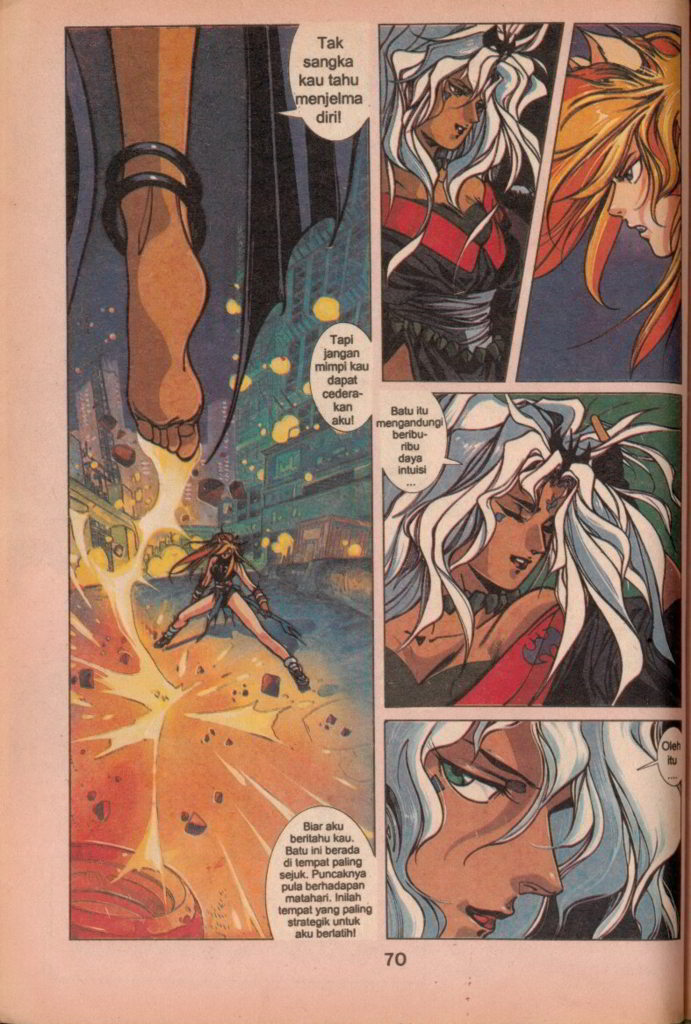 Tak
sangka
kau tahu
menjelma
diri!
Tapi
jangan
mimpi kau
dapat
cedera-
kan
aku!
Biar aku
beritahu kau.
Batu ini berada
di tempat paling
sejuk. Puncaknya
pula berhadapan
matahari. Inilah
tempat yang paling
strategik untuk
aku berlatih!
Batu itu
mengandungi
beribu-
ribu
daya
intuisi
...
Oleh
itu
...
70